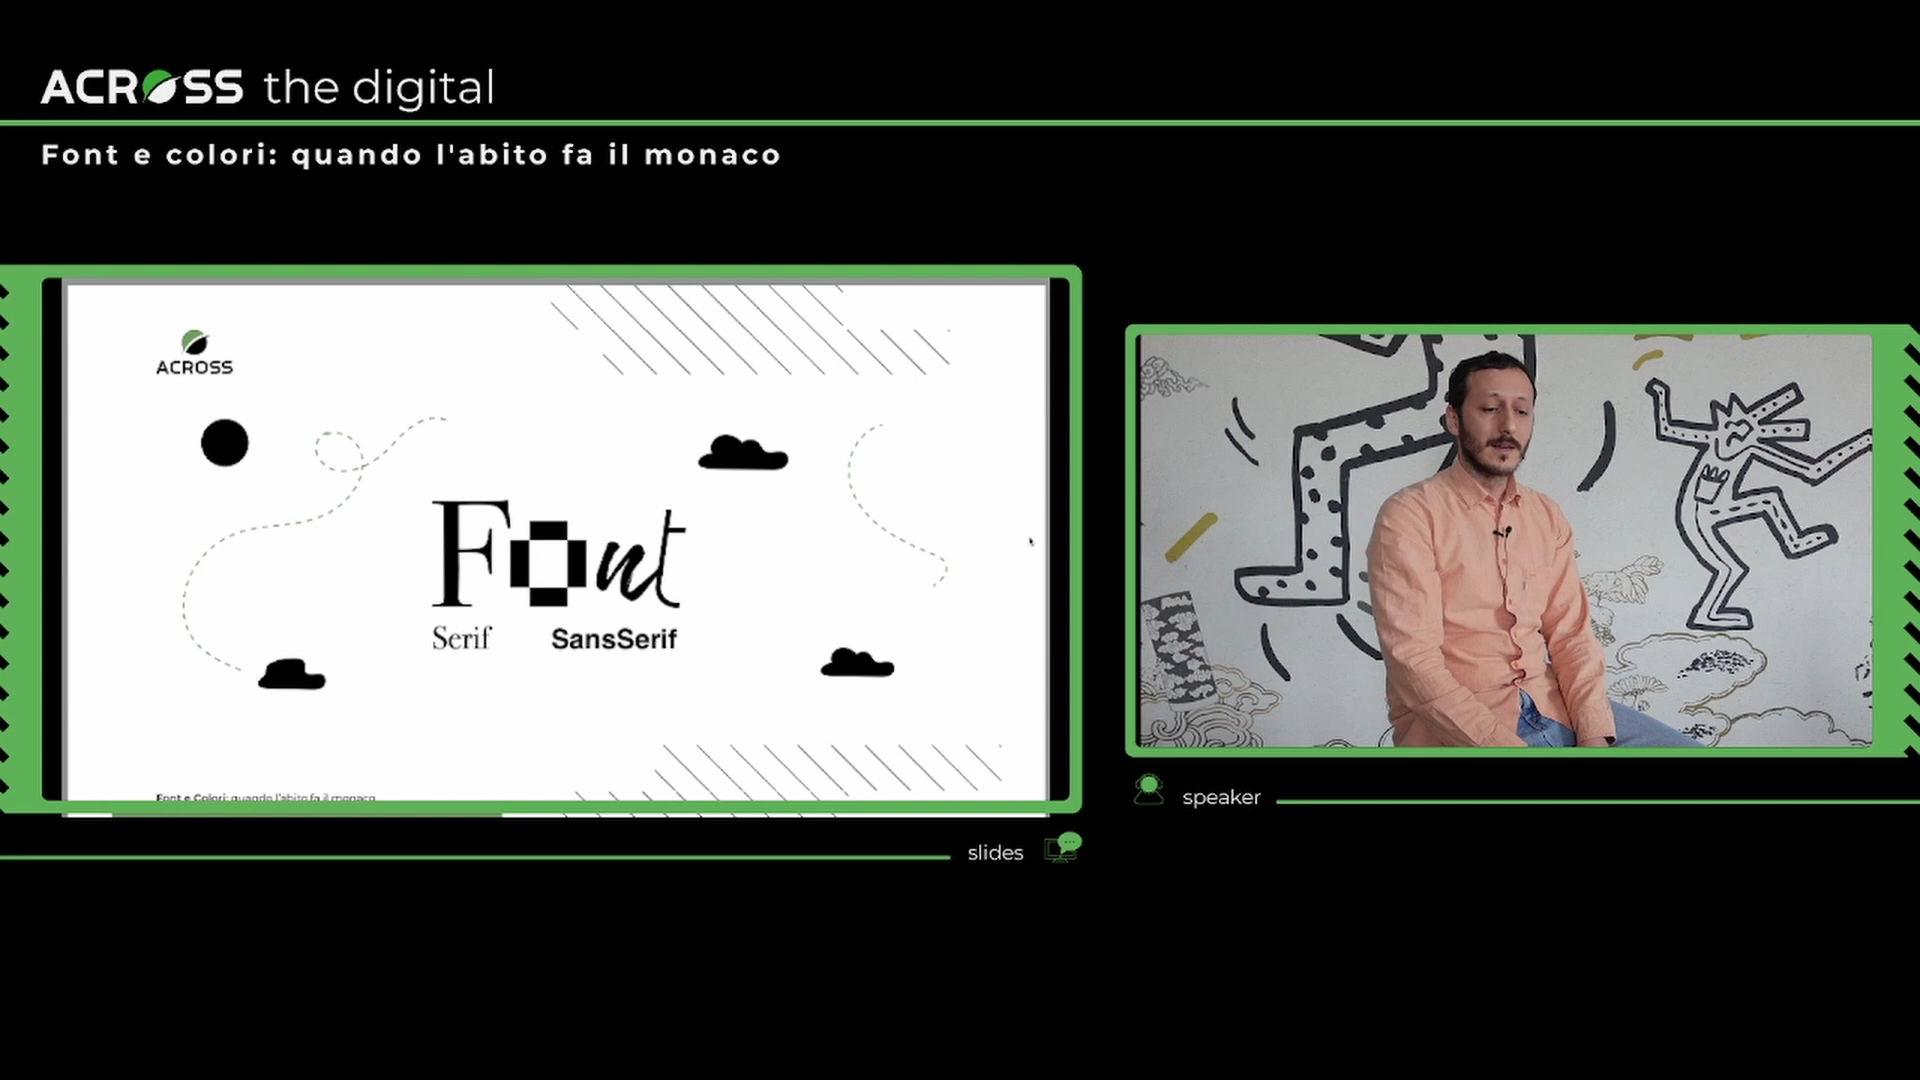 ACROSS the digital
Font e colori: quando l'abito fa il monaco
ACROSS
Font
Serif SansSerif
Font e Colori: quando l'abito fa il monaco
speaker
slides